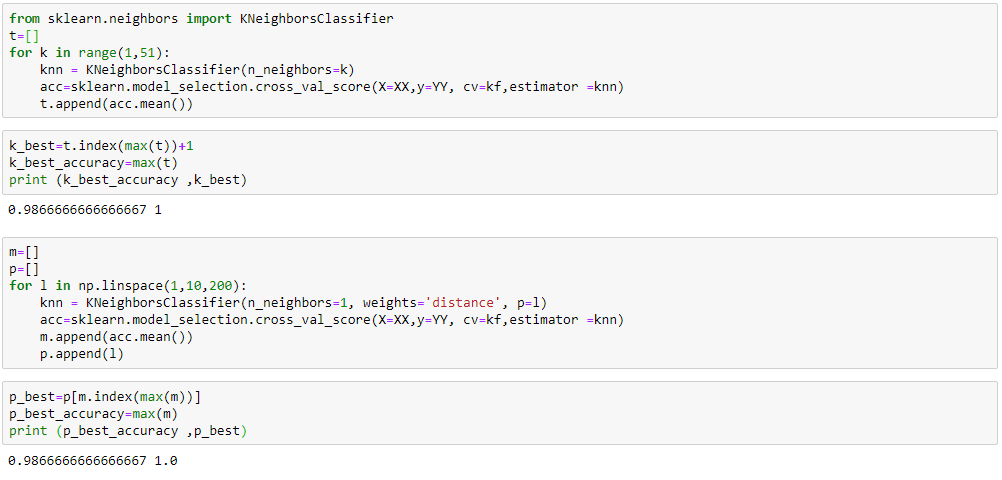 from sklearn.neighbors import KNeighborsClassifier
t=[]
for k in range(1,51):
    knn = KNeighborsClassifier(n_neighbors=k)
    acc=sklearn.model_selection.cross_val_score(X=XX,y=YY, cv=kf,estimator =knn)
    t.append(acc.mean())
k_best=t.index(max(t))+1
k_best_accuracy=max(t)
print (k_best_accuracy ,k_best)
0.9866666666666667 1
m=[]
p=[]
for l in np.linspace(1,10,200):
    knn = KNeighborsClassifier(n_neighbors=1, weights='distance', p=l)
    acc=sklearn.model_selection.cross_val_score(X=XX,y=YY, cv=kf,estimator =knn)
    m.append(acc.mean())
    p.append(l)
p_best=p[m.index(max(m))]
p_best_accuracy=max(m)
print (p_best_accuracy ,p_best)
0.9866666666666667 1.0